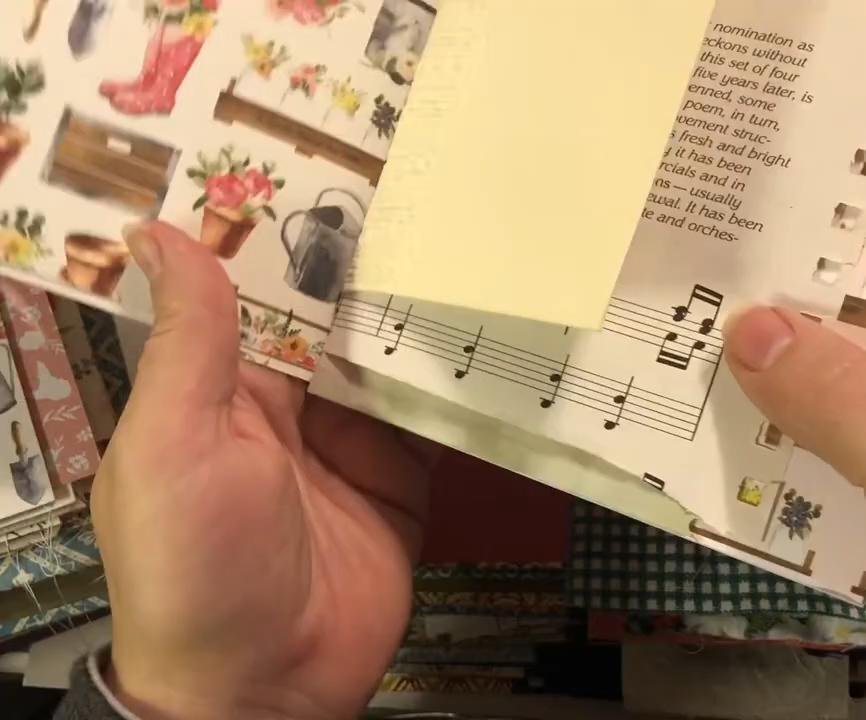 nomination as
eckons without
this set of four
five years later, is
enned, some
poem, in turn,
vement struc-
s fresh and bright
it has been
rcials and in
ns — usually
ewal. It has been
te and orches-